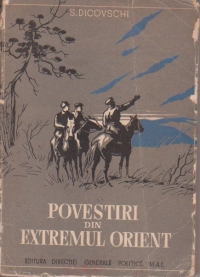 S. DICOVSCHI
POVESTIRI
DIN
EXTREMUL ORIENT
EDITURA DIRECȚIEI GENERALE POLITICE M.A.I.